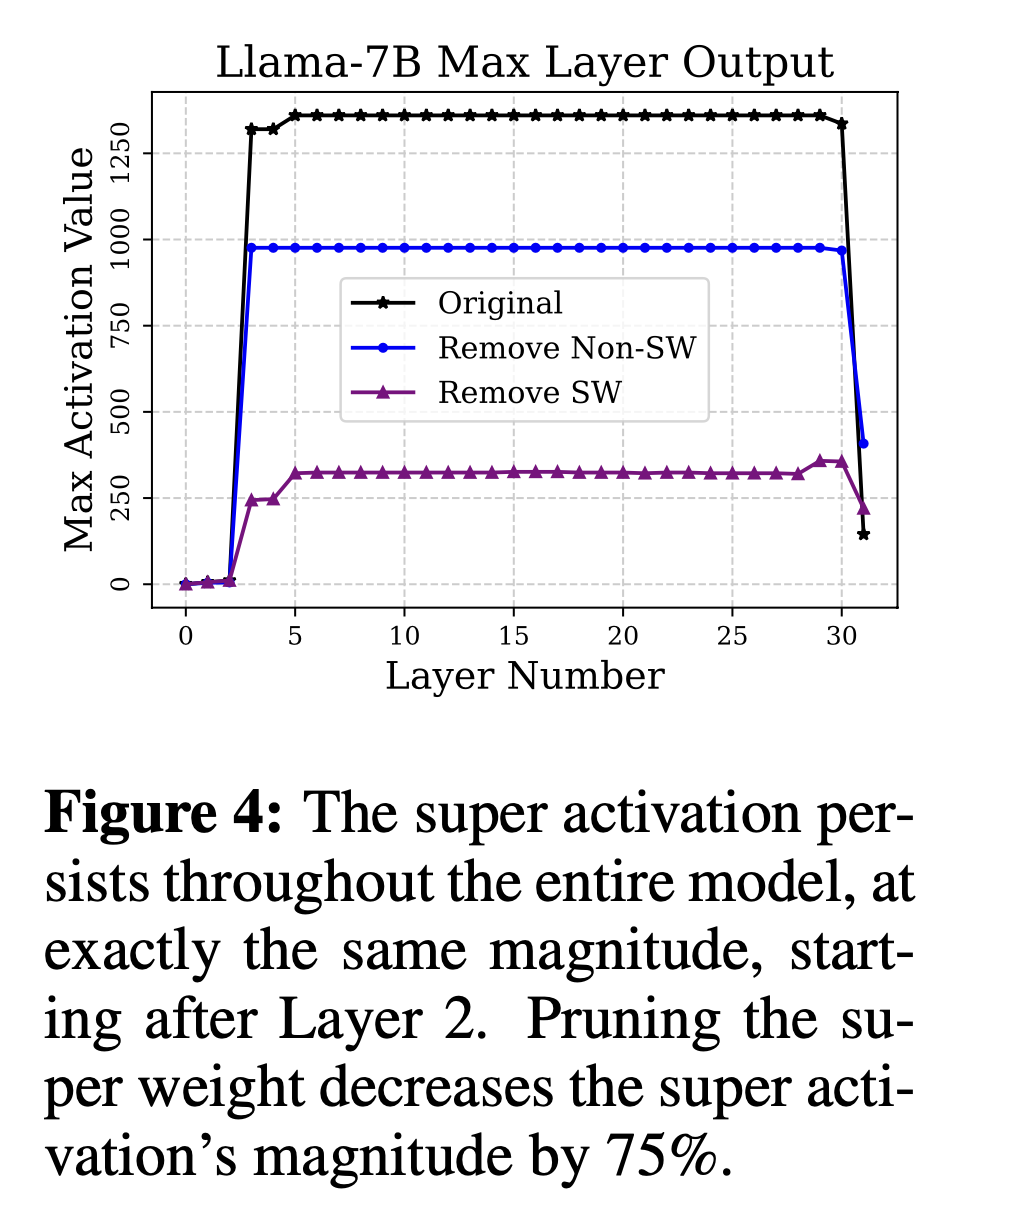 Llama-7B Max Layer Output
Max Activation Value
1250
1000
750
500
250
0
Original
Remove Non-SW
Remove SW
0 5 10 15 20 25 30
Layer Number
Figure 4: The super activation per-
sists throughout the entire model, at
exactly the same magnitude, start-
ing after Layer 2. Pruning the su-
per weight decreases the super acti-
vation’s magnitude by 75%.